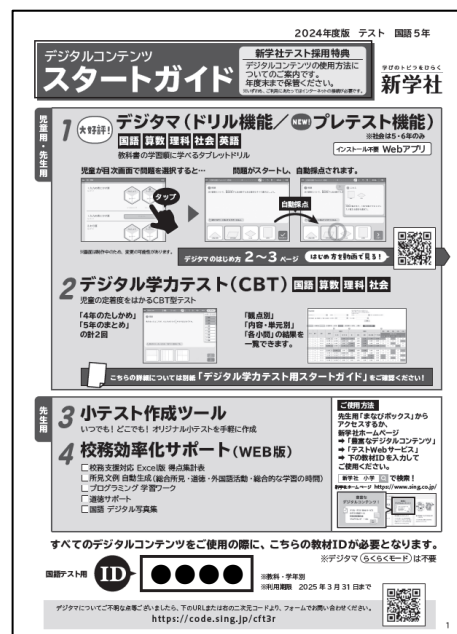 2024年度版 テスト 国語5年
デジタルコンテンツ
スタートガイド
新学社テスト採用特典
デジタルコンテンツの使用方法に
ついてのご案内です。
年度末まで保管ください。
学びのトビラをひらく
新学社
児童用・先生用
1 大好評! デジタマ(ドリル機能/NEW!プレテスト機能)
※社会は5・6年のみ
国語 算数 理科 社会 英語
インストール不要 Webアプリ
教科書の学習順に学べるタブレットドリル
児童が目次画面で問題を選択すると…
問題がスタートし、自動採点されます。
タップ
自動採点
デジタマのはじめ方 2〜3ページ
はじめ方を動画で見る!
2 デジタル学力テスト(CBT) 国語 算数 理科 社会
児童の定着度をはかるCBT型テスト
「4年のたしかめ」
「5年のまとめ」
の計2回
「観点別」
「内容・単元別」
「各小問」の結果を
一覧できます。
こちらの詳細については別紙「デジタル学力テスト用スタートガイド」をご確認ください!
先生用
3 小テスト作成ツール
いつでも!どこでも!オリジナル小テストを手軽に作成
4 校務効率化サポート(WEB版)
□校務支援対応 Excel版 得点集計表
□所見文例 自動生成(総合所見・道徳・外国語活動・総合的な学習の時間)
□プログラミング 学習ワーク
□道徳サポート
□国語 デジタル写真集
ご使用方法
先生用「まなびボックス」から
アクセスするか、
新学社ホームページ
➡「豊富なデジタルコンテンツ」
➡「テストWebサービス」
➡下の教材IDを入力して
ご使用ください。
新学社 小学 で検索!
新学社ホームページ https://www.sing.co.jp/
すべてのデジタルコンテンツをご使用の際に、こちらの教材IDが必要となります。
※デジタマ(らくらくモード)は不要
国語テスト用 ID ●●●●
※教科・学年別
※利用期限 2025年3月31日まで
デジタマについてご不明な点等ございましたら、下のURLまたは右の二次元コードより、フォームでお問い合わせください。
https://code.sing.jp/cft3r
1